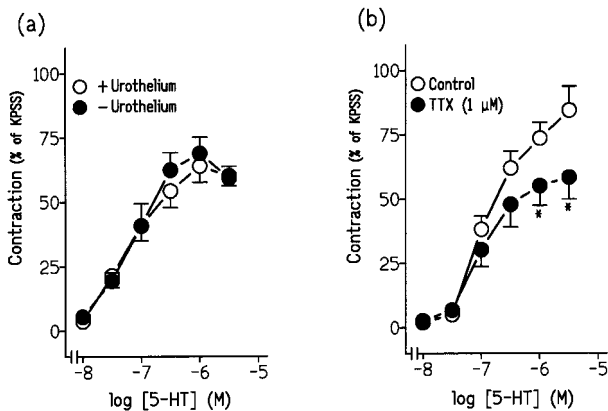 (a)
Contraction (% of KPSS)
100
75
50
25
0
+ Urothelium
− Urothelium
-8
-7
-6
-5
log [5-HT] (M)
(b)
Contraction (% of KPSS)
100
75
50
25
0
Control
TTX (1 µM)
*
*
-8
-7
-6
-5
log [5-HT] (M)